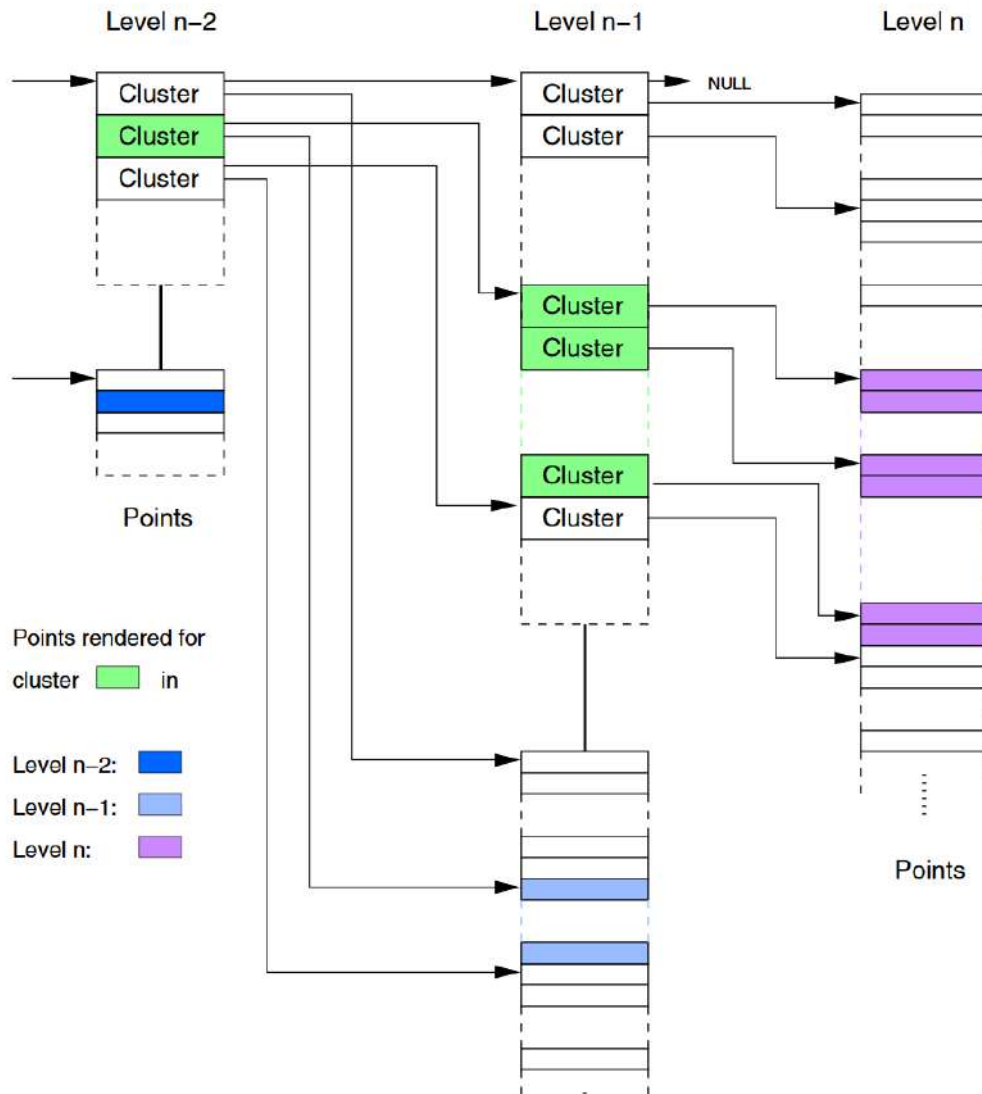 Level n−2
Level n−1
Level n
Cluster
Cluster
Cluster
Points
Points rendered for
cluster in
Level n−2:
Level n−1:
Level n:
Cluster
Cluster
Cluster
Cluster
Cluster
Cluster
NULL
Points